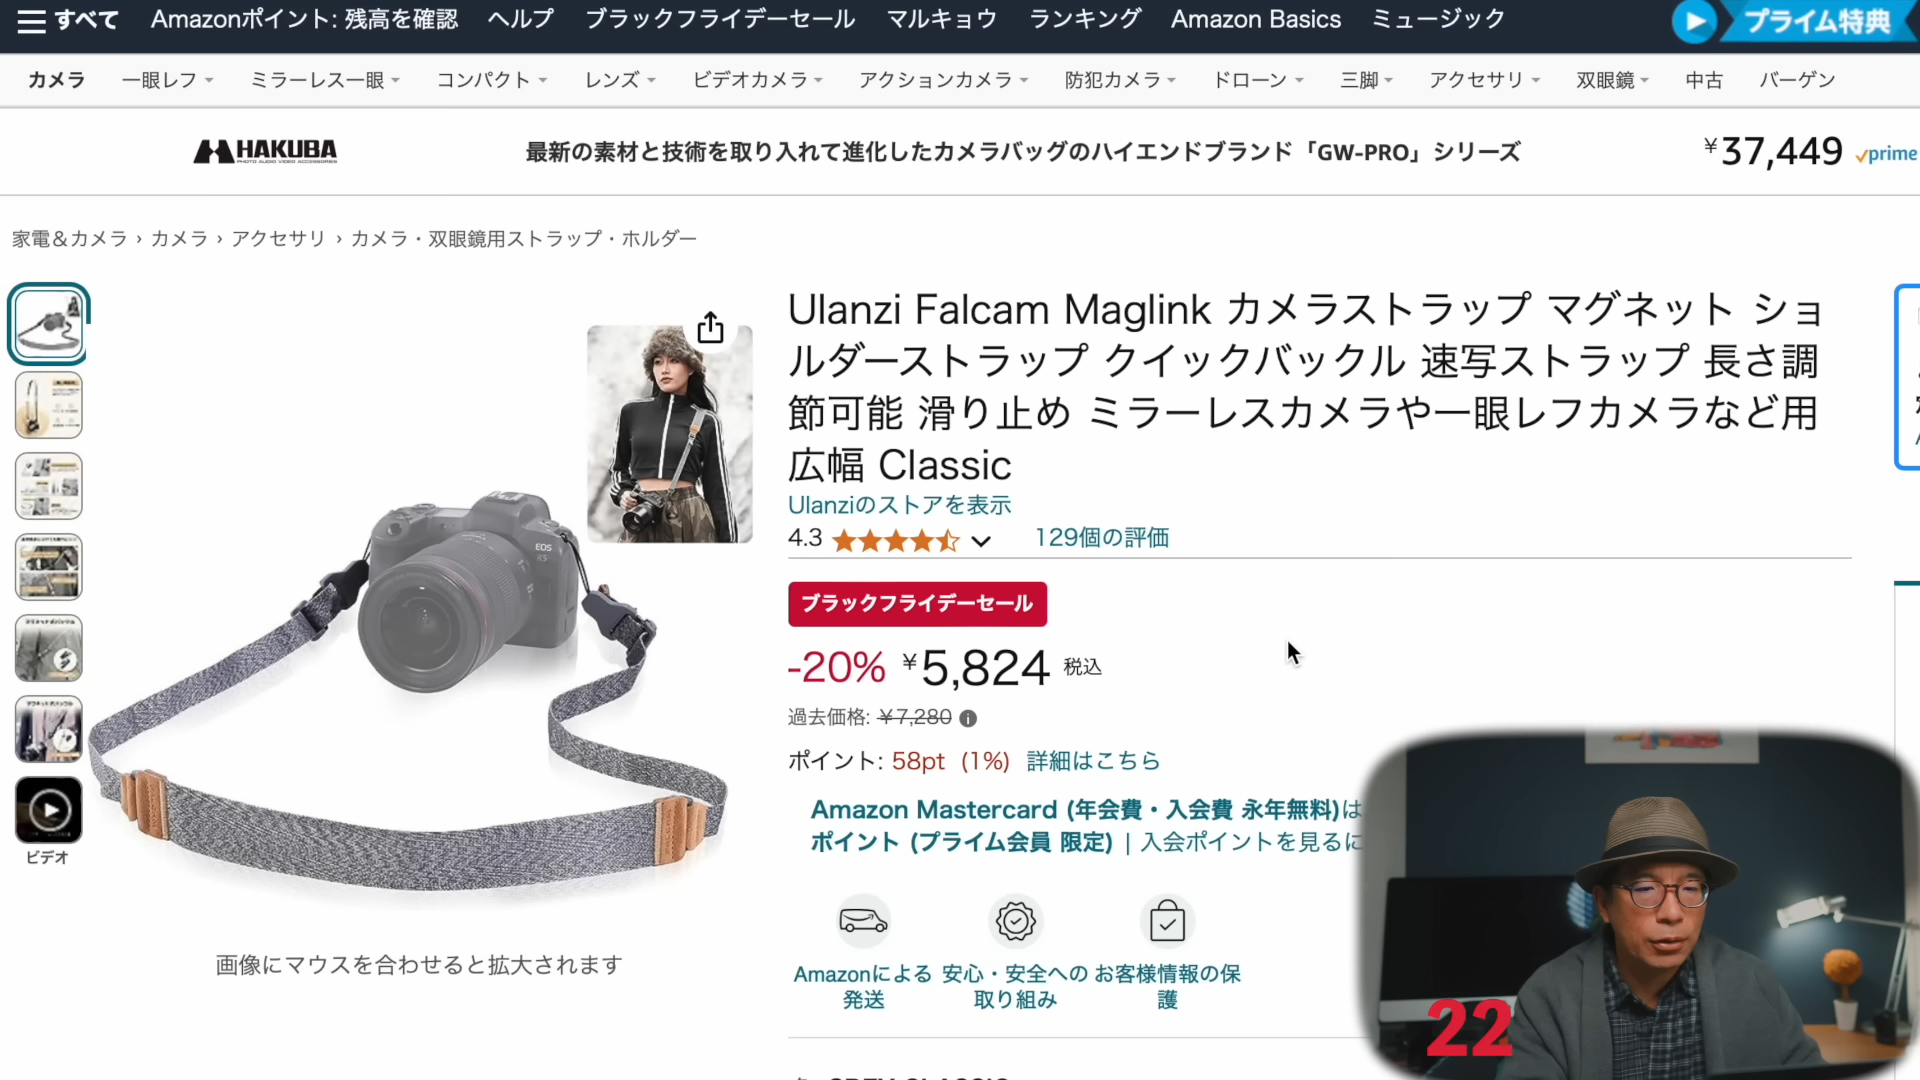 すべて Amazonポイント: 残高を確認 ヘルプ ブラックフライデーセール マルキョウ ランキング Amazon Basics ミュージック プライム特典
カメラ 一眼レフ ミラーレス一眼 コンパクト レンズ ビデオカメラ アクションカメラ 防犯カメラ ドローン 三脚 アクセサリ 双眼鏡 中古 バーゲン
HAKUBA 最新の素材と技術を取り入れて進化したカメラバッグのハイエンドブランド「GW-PRO」シリーズ ¥37,449 prime
PHOTO AUDIO VIDEO ACCESSORIES
家電&カメラ › カメラ › アクセサリ › カメラ・双眼鏡用ストラップ・ホルダー
Ulanzi Falcam Maglink カメラストラップ マグネット ショ
ルダーストラップ クイックバックル 速写ストラップ 長さ調
節可能 滑り止め ミラーレスカメラや一眼レフカメラなど用
広幅 Classic
Ulanziのストアを表示
4.3 129個の評価
ブラックフライデーセール
-20% ¥5,824 税込
過去価格: ¥7,280
ポイント: 58pt (1%) 詳細はこちら
Amazon Mastercard (年会費・入会費 永年無料)は
ポイント (プライム会員 限定) | 入会ポイントを見るに
Amazonによる
発送
安心・安全への
取り組み
お客様情報の保
護
EOS
R5
ビデオ
画像にマウスを合わせると拡大されます
22